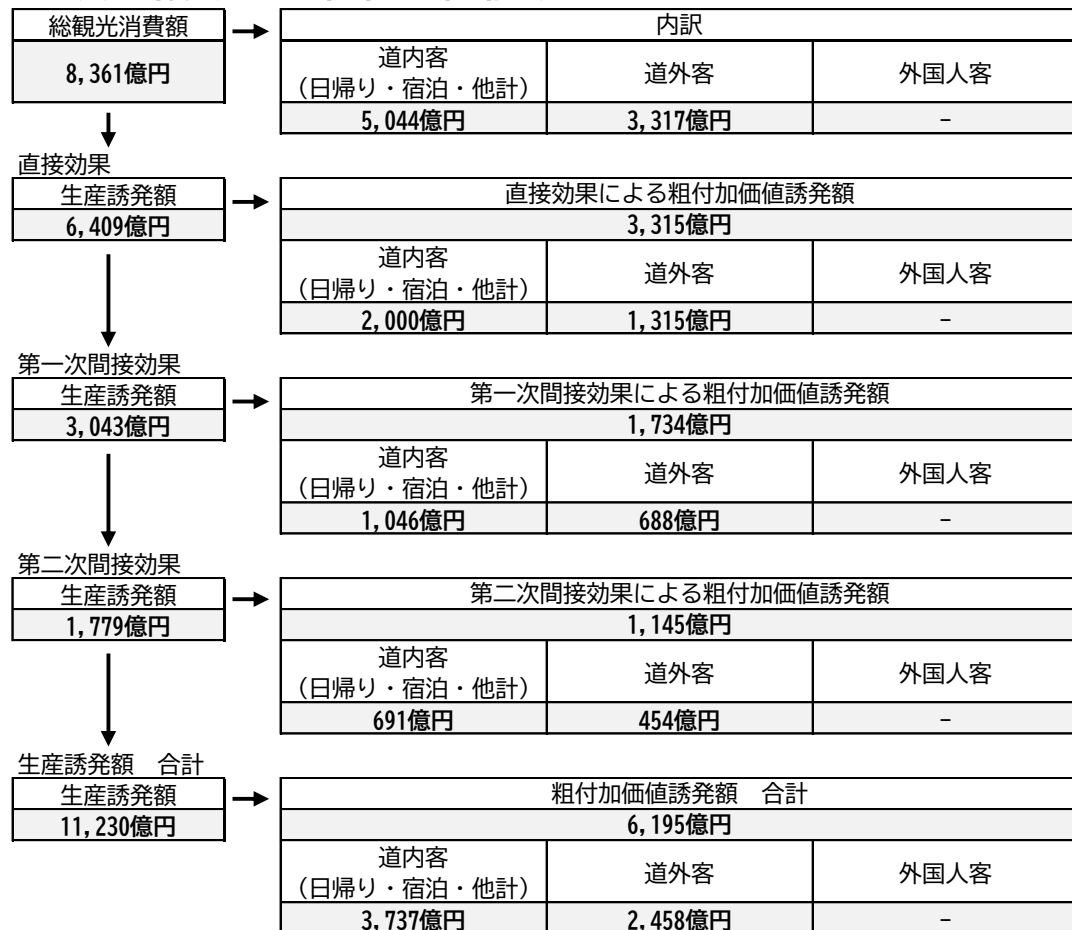 総観光消費額
内訳
8,361億円
道内客
(日帰り・宿泊・他計)
道外客
外国人客
5,044億円
3,317億円
-
直接効果
生産誘発額
直接効果による粗付加価値誘発額
6,409億円
3,315億円
道内客
(日帰り・宿泊・他計)
道外客
外国人客
2,000億円
1,315億円
-
第一次間接効果
生産誘発額
第一次間接効果による粗付加価値誘発額
3,043億円
1,734億円
道内客
(日帰り・宿泊・他計)
道外客
外国人客
1,046億円
688億円
-
第二次間接効果
生産誘発額
第二次間接効果による粗付加価値誘発額
1,779億円
1,145億円
道内客
(日帰り・宿泊・他計)
道外客
外国人客
691億円
454億円
-
生産誘発額 合計
生産誘発額
粗付加価値誘発額 合計
11,230億円
6,195億円
道内客
(日帰り・宿泊・他計)
道外客
外国人客
3,737億円
2,458億円
-